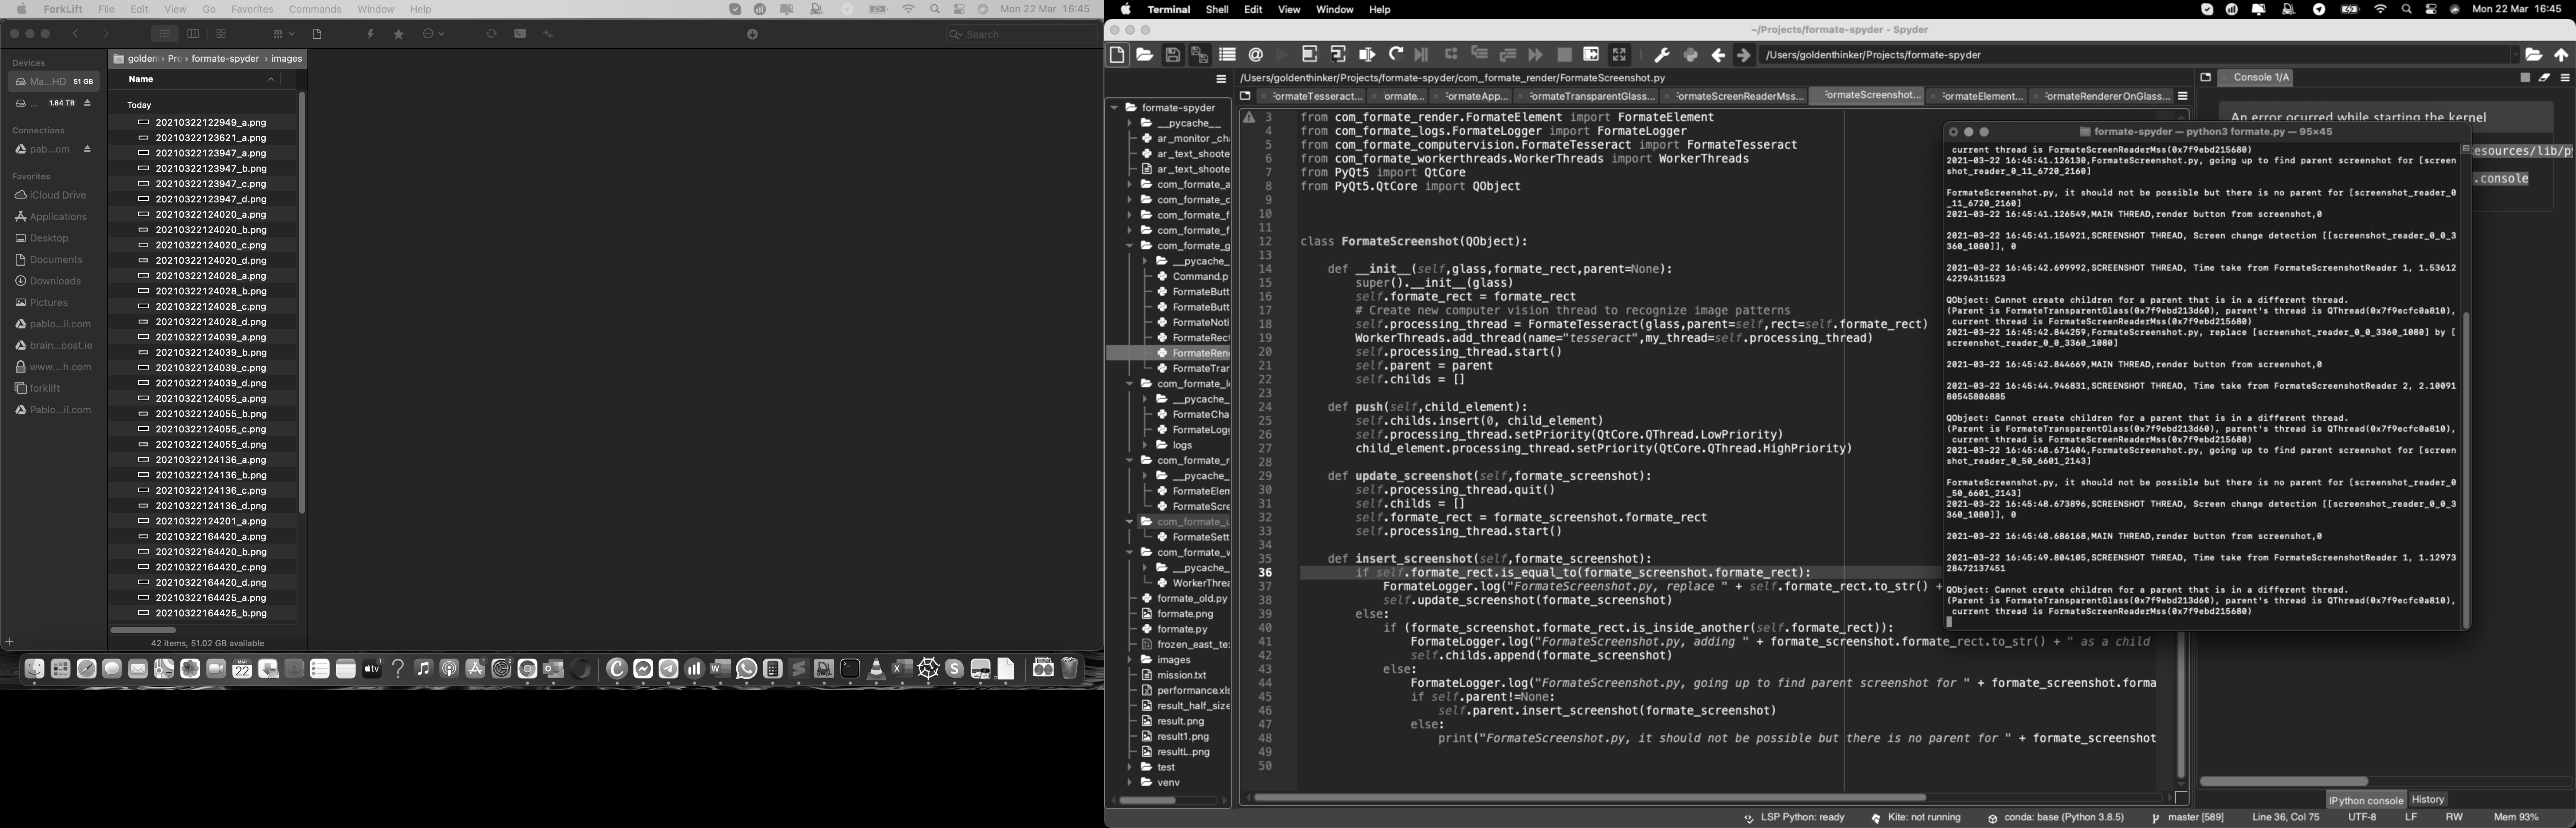 ForkLift File Edit View Go Favorites Commands Window Help Mon 22 Mar 16:45
Search
Devices
Ma...HD 51 GB
... 1.84 TB
Connections
pab...om
Favorites
iCloud Drive
Applications
Desktop
Documents
Downloads
Pictures
pablo...il.com
brain...ost.ie
www....h.com
forklift
Pablo...il.com
golden › Pr › formate-spyder › images
Name
Today
20210322122949_a.png
20210322123621_a.png
20210322123947_a.png
20210322123947_b.png
20210322123947_c.png
20210322123947_d.png
20210322124020_a.png
20210322124020_b.png
20210322124020_c.png
20210322124020_d.png
20210322124028_a.png
20210322124028_b.png
20210322124028_c.png
20210322124028_d.png
20210322124039_a.png
20210322124039_b.png
20210322124039_c.png
20210322124039_d.png
20210322124055_a.png
20210322124055_b.png
20210322124055_c.png
20210322124055_d.png
20210322124136_a.png
20210322124136_b.png
20210322124136_c.png
20210322124136_d.png
20210322124201_a.png
20210322164420_a.png
20210322164420_b.png
20210322164420_c.png
20210322164420_d.png
20210322164425_a.png
20210322164425_b.png
42 items, 51.02 GB available
Terminal Shell Edit View Window Help Mon 22 Mar 16:45
~/Projects/formate-spyder - Spyder
/Users/goldenthinker/Projects/formate-spyder
/Users/goldenthinker/Projects/formate-spyder/com_formate_render/FormateScreenshot.py
FormateTesseract... ormate... FormateApp... FormateTransparentGlass... FormateScreenReaderMss... FormateScreenshot... FormateElement... FormateRendererOnGlass...
formate-spyder
__pycache__
ar_monitor_ch
ar_text_shoote
ar_text_shoote
com_formate_a
com_formate_c
com_formate_f
com_formate_f
com_formate_g
__pycache_
Command.p
FormateButt
FormateButt
FormateNoti
FormateRect
FormateRen
FormateTrar
com_formate_l
__pycache_
FormateCha
FormateLogg
logs
com_formate_r
__pycache_
FormateElem
FormateScre
com_formate_u
FormateSett
com_formate_v
__pycache_
WorkerThrea
formate_old.py
formate.png
formate.py
frozen_east_te
images
mission.txt
performance.xls
result_half_size
result.png
result1.png
resultL.png
test
venv
3 from com_formate_render.FormateElement import FormateElement
4 from com_formate_logs.FormateLogger import FormateLogger
5 from com_formate_computervision.FormateTesseract import FormateTesseract
6 from com_formate_workerthreads.WorkerThreads import WorkerThreads
7 from PyQt5 import QtCore
8 from PyQt5.QtCore import QObject
9
10
11
12 class FormateScreenshot(QObject):
13
14 def __init__(self,glass,formate_rect,parent=None):
15 super().__init__(glass)
16 self.formate_rect = formate_rect
17 # Create new computer vision thread to recognize image patterns
18 self.processing_thread = FormateTesseract(glass,parent=self,rect=self.formate_rect)
19 WorkerThreads.add_thread(name="tesseract",my_thread=self.processing_thread)
20 self.processing_thread.start()
21 self.parent = parent
22 self.childs = []
23
24 def push(self,child_element):
25 self.childs.insert(0, child_element)
26 self.processing_thread.setPriority(QtCore.QThread.LowPriority)
27 child_element.processing_thread.setPriority(QtCore.QThread.HighPriority)
28
29 def update_screenshot(self,formate_screenshot):
30 self.processing_thread.quit()
31 self.childs = []
32 self.formate_rect = formate_screenshot.formate_rect
33 self.processing_thread.start()
34
35 def insert_screenshot(self,formate_screenshot):
36 if self.formate_rect.is_equal_to(formate_screenshot.formate_rect):
37 FormateLogger.log("FormateScreenshot.py, replace " + self.formate_rect.to_str() +
38 self.update_screenshot(formate_screenshot)
39 else:
40 if (formate_screenshot.formate_rect.is_inside_another(self.formate_rect)):
41 FormateLogger.log("FormateScreenshot.py, adding " + formate_screenshot.formate_rect.to_str() + " as a child
42 self.childs.append(formate_screenshot)
43 else:
44 FormateLogger.log("FormateScreenshot.py, going up to find parent screenshot for " + formate_screenshot.forma
45 if self.parent!=None:
46 self.parent.insert_screenshot(formate_screenshot)
47 else:
48 print("FormateScreenshot.py, it should not be possible but there is no parent for " + formate_screenshot
49
50
Console 1/A
An error ocurred while starting the kernel
esources/lib/py
.console
formate-spyder — python3 formate.py — 95×45
current thread is FormateScreenReaderMss(0x7f9ebd215680)
2021-03-22 16:45:41.126130,FormateScreenshot.py, going up to find parent screenshot for [screen
shot_reader_0_11_6720_2160]
FormateScreenshot.py, it should not be possible but there is no parent for [screenshot_reader_0
_11_6720_2160]
2021-03-22 16:45:41.126549,MAIN THREAD,render button from screenshot,0
2021-03-22 16:45:41.154921,SCREENSHOT THREAD, Screen change detection [[screenshot_reader_0_0_3
360_1080]], 0
2021-03-22 16:45:42.699992,SCREENSHOT THREAD, Time take from FormateScreenshotReader 1, 1.53612
42294311523
QObject: Cannot create children for a parent that is in a different thread.
(Parent is FormateTransparentGlass(0x7f9ebd213d60), parent's thread is QThread(0x7f9ecfc0a810),
current thread is FormateScreenReaderMss(0x7f9ebd215680)
2021-03-22 16:45:42.844259,FormateScreenshot.py, replace [screenshot_reader_0_0_3360_1080] by [
screenshot_reader_0_0_3360_1080]
2021-03-22 16:45:42.844669,MAIN THREAD,render button from screenshot,0
2021-03-22 16:45:44.946831,SCREENSHOT THREAD, Time take from FormateScreenshotReader 2, 2.10091
80545806885
QObject: Cannot create children for a parent that is in a different thread.
(Parent is FormateTransparentGlass(0x7f9ebd213d60), parent's thread is QThread(0x7f9ecfc0a810),
current thread is FormateScreenReaderMss(0x7f9ebd215680)
2021-03-22 16:45:48.671404,FormateScreenshot.py, going up to find parent screenshot for [screen
shot_reader_0_50_6601_2143]
FormateScreenshot.py, it should not be possible but there is no parent for [screenshot_reader_0
_50_6601_2143]
2021-03-22 16:45:48.673896,SCREENSHOT THREAD, Screen change detection [[screenshot_reader_0_0_3
360_1080]], 0
2021-03-22 16:45:48.686168,MAIN THREAD,render button from screenshot,0
2021-03-22 16:45:49.804105,SCREENSHOT THREAD, Time take from FormateScreenshotReader 1, 1.12973
28472137451
QObject: Cannot create children for a parent that is in a different thread.
(Parent is FormateTransparentGlass(0x7f9ebd213d60), parent's thread is QThread(0x7f9ecfc0a810),
current thread is FormateScreenReaderMss(0x7f9ebd215680)
IPython console History
LSP Python: ready Kite: not running conda: base (Python 3.8.5) master [589] Line 36, Col 75 UTF-8 LF RW Mem 93%